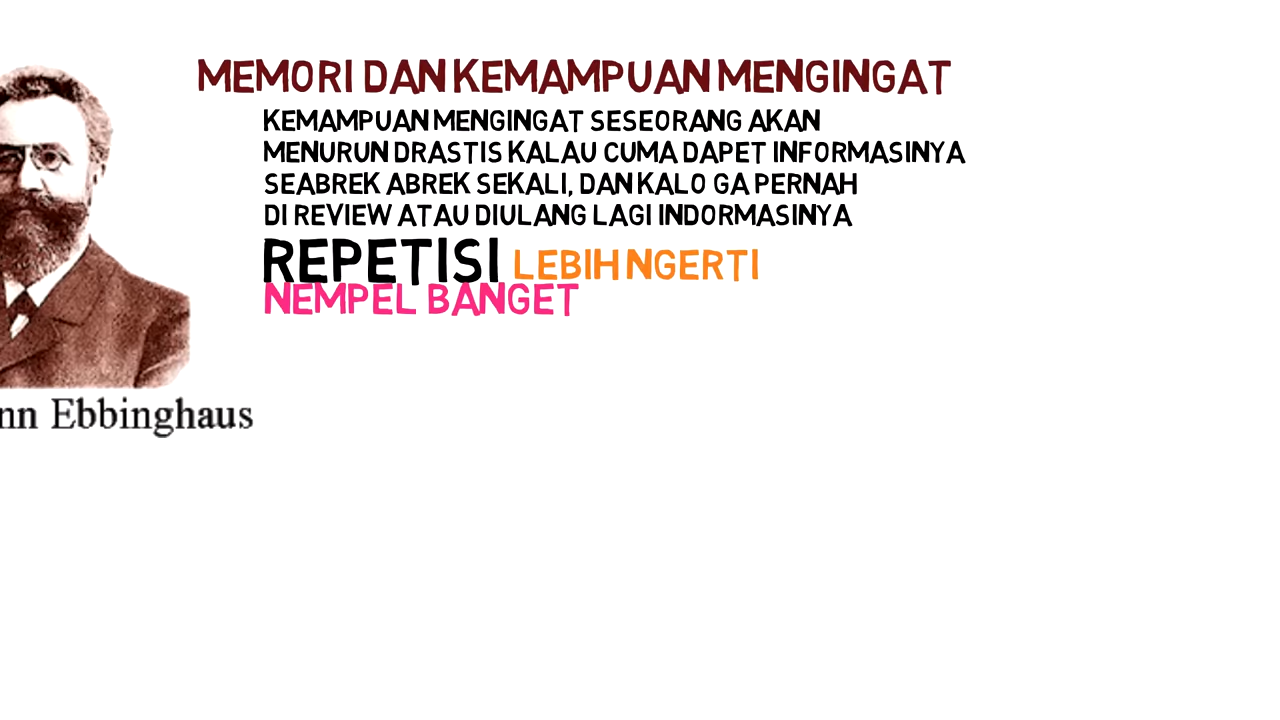 MEMORI DAN KEMAMPUAN MENGINGAT
KEMAMPUAN MENGINGAT SESEORANG AKAN
MENURUN DRASTIS KALAU CUMA DAPET INFORMASINYA
SEABREK ABREK SEKALI, DAN KALO GA PERNAH
DI REVIEW ATAU DIULANG LAGI INDORMASINYA
REPETISI LEBIH NGERTI
NEMPEL BANGET
nn Ebbinghaus